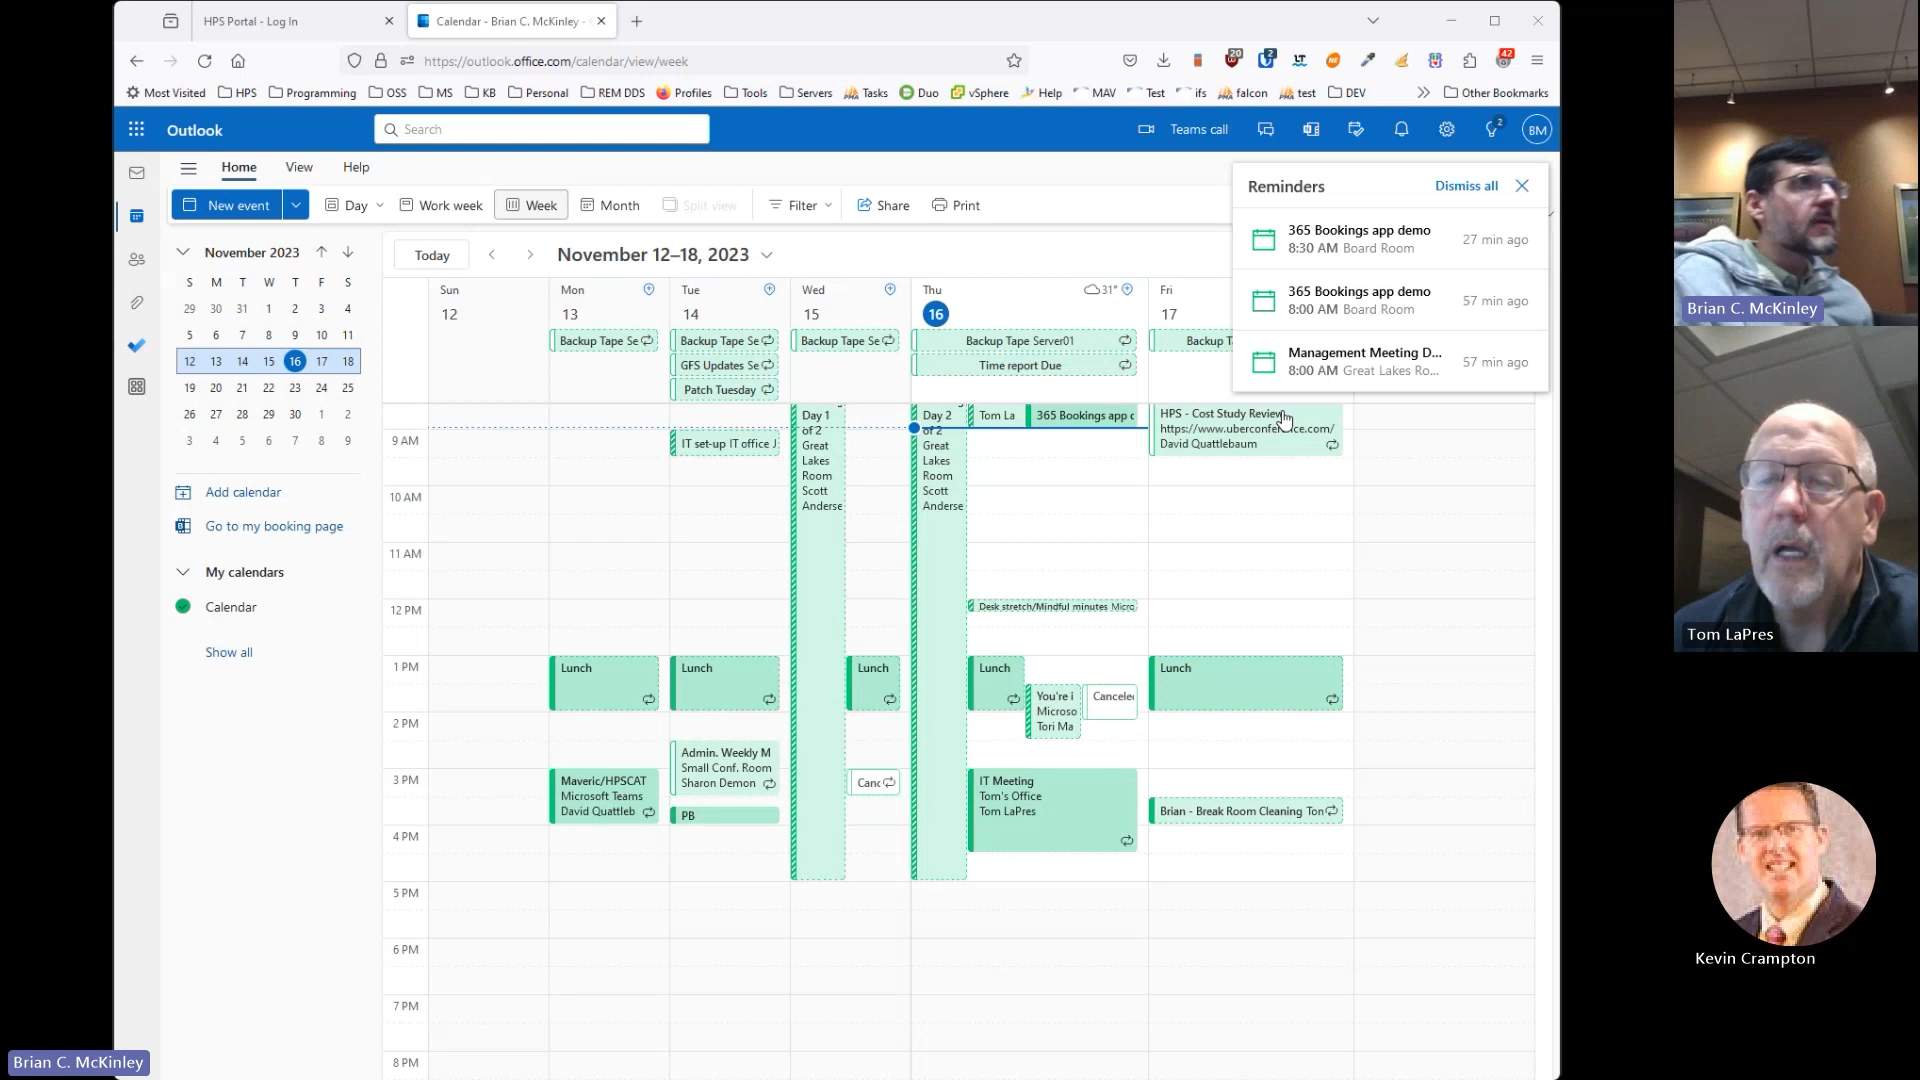 HPS Portal - Log In
Calendar - Brian C. McKinley -
https://outlook.office.com/calendar/view/week
20
2
42
Most Visited HPS Programming OSS MS KB Personal REM DDS Profiles Tools Servers Tasks Duo vSphere Help MAV Test ifs falcon test DEV Other Bookmarks
Outlook
Search
Teams call
2
BM
Home View Help
New event Day Work week Week Month Split view Filter Share Print
Reminders Dismiss all
365 Bookings app demo
8:30 AM Board Room
27 min ago
365 Bookings app demo
8:00 AM Board Room
57 min ago
Management Meeting D...
8:00 AM Great Lakes Ro...
57 min ago
November 2023
S M T W T F S
29 30 31 1 2 3 4
5 6 7 8 9 10 11
12 13 14 15 16 17 18
19 20 21 22 23 24 25
26 27 28 29 30 1 2
3 4 5 6 7 8 9
Add calendar
Go to my booking page
My calendars
Calendar
Show all
Today November 12–18, 2023
Sun Mon Tue Wed Thu 31° Fri
12 13 14 15 16 17
Backup Tape Se Backup Tape Se Backup Tape Se Backup Tape Server01 Backup T
GFS Updates Se Time report Due
Patch Tuesday
9 AM
10 AM
11 AM
12 PM
1 PM
2 PM
3 PM
4 PM
5 PM
6 PM
7 PM
8 PM
Lunch
Maveric/HPSCAT
Microsoft Teams
David Quattleb
IT set-up IT office J
Lunch
Admin. Weekly M
Small Conf. Room
Sharon Demon
PB
Day 1
of 2
Great
Lakes
Room
Scott
Anderse
Lunch
Canc
Day 2
of 2
Great
Lakes
Room
Scott
Anderse
Tom La
365 Bookings app c
Desk stretch/Mindful minutes Micro
Lunch
You're i
Microso
Tori Ma
Cancele
IT Meeting
Tom's Office
Tom LaPres
HPS - Cost Study Review
https://www.uberconference.com/
David Quattlebaum
Lunch
Brian - Break Room Cleaning Ton
Brian C. McKinley
Tom LaPres
Kevin Crampton
Brian C. McKinley